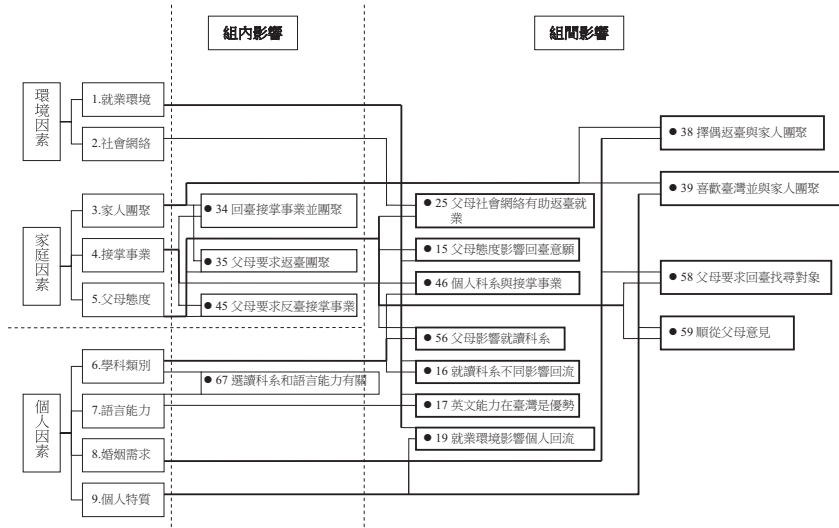 組內影響
組間影響
環境因素
1.就業環境
2.社會網絡
● 38 擇偶返臺與家人團聚
● 39 喜歡臺灣並與家人團聚
家庭因素
3.家人團聚
4.接掌事業
5.父母態度
● 34 回臺接掌事業並團聚
● 35 父母要求返臺團聚
● 45 父母要求反臺接掌事業
● 25 父母社會網絡有助返臺就
業
● 15 父母態度影響回臺意願
● 46 個人科系與接掌事業
● 58 父母要求回臺找尋對象
● 59 順從父母意見
個人因素
6.學科類別
7.語言能力
8.婚姻需求
9.個人特質
● 67 選讀科系和語言能力有關
● 56 父母影響就讀科系
● 16 就讀科系不同影響回流
● 17 英文能力在臺灣是優勢
● 19 就業環境影響個人回流